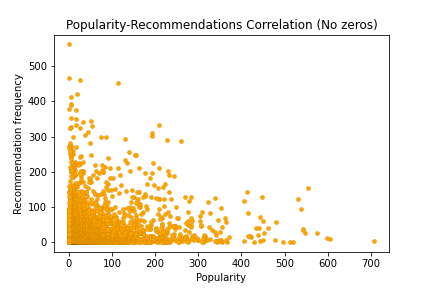 Popularity-Recommendations Correlation (No zeros)
Recommendation frequency
500
400
300
200
100
0
0 100 200 300 400 500 600 700
Popularity